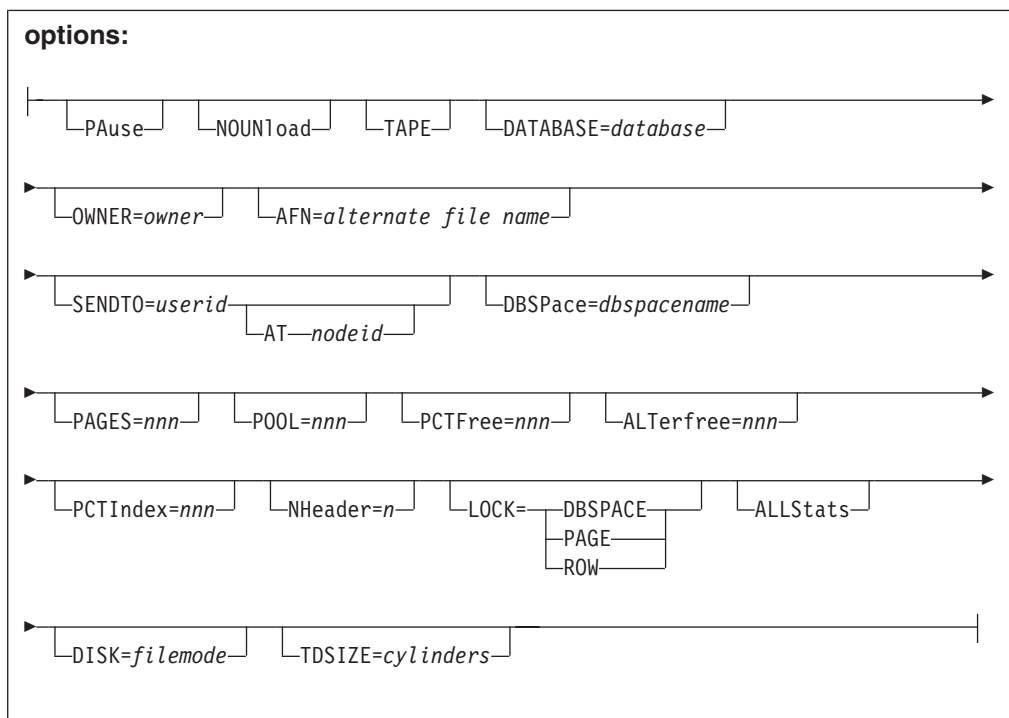 options:
PAuse NOUNload TAPE DATABASE=database
OWNER=owner AFN=alternate file name
SENDTO=userid DBSPace=dbspacename
AT nodeid
PAGES=nnn POOL=nnn PCTFree=nnn ALTerfree=nnn
PCTIndex=nnn NHeader=n LOCK= DBSPACE ALLStats
PAGE
ROW
DISK=filemode TDSIZE=cylinders